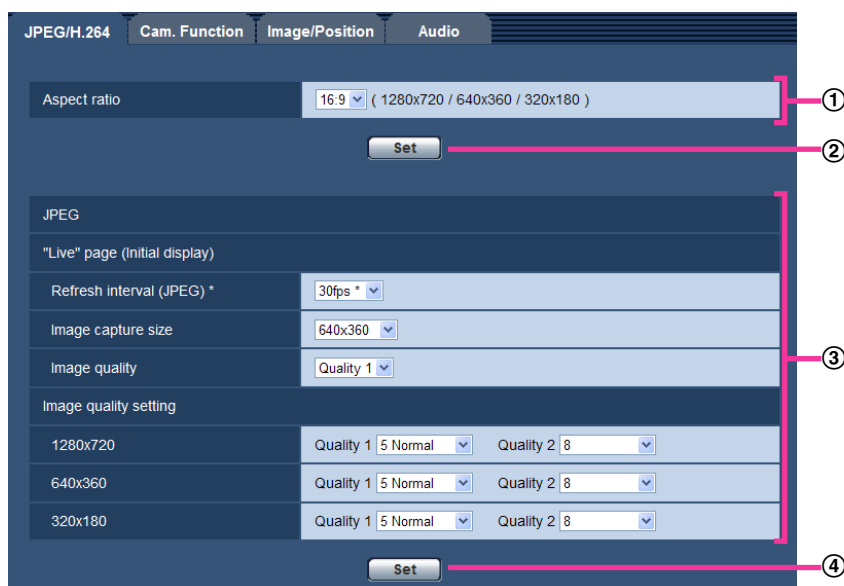 JPEG/H.264 Cam. Function Image/Position Audio
Aspect ratio 16:9 ( 1280x720 / 640x360 / 320x180 ) ①
Set ②
JPEG
"Live" page (Initial display)
Refresh interval (JPEG) * 30fps *
Image capture size 640x360
Image quality Quality 1 ③
Image quality setting
1280x720 Quality 1 5 Normal Quality 2 8
640x360 Quality 1 5 Normal Quality 2 8
320x180 Quality 1 5 Normal Quality 2 8
Set ④